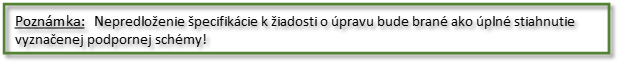 Poznámka:   Nepredloženie špecifikácie k žiadosti o úpravu bude brané ako úplné stiahnutie
vyznačenej podpornej schémy!